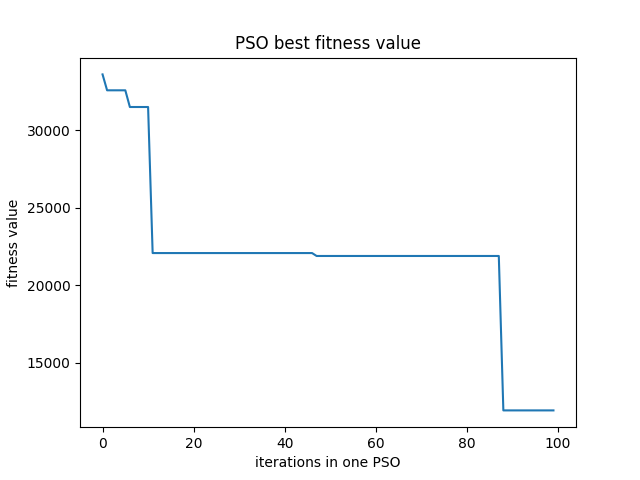 PSO best fitness value
fitness value
30000
25000
20000
15000
0 20 40 60 80 100
iterations in one PSO